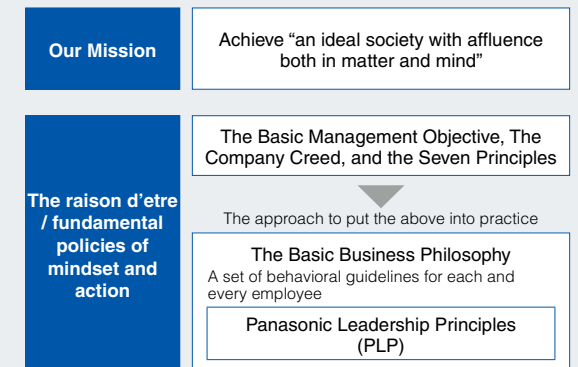 Our Mission
Achieve “an ideal society with affluence
both in matter and mind”
The raison d’etre
/ fundamental
policies of
mindset and
action
The Basic Management Objective, The
Company Creed, and the Seven Principles
The approach to put the above into practice
The Basic Business Philosophy
A set of behavioral guidelines for each and
every employee
Panasonic Leadership Principles
(PLP)